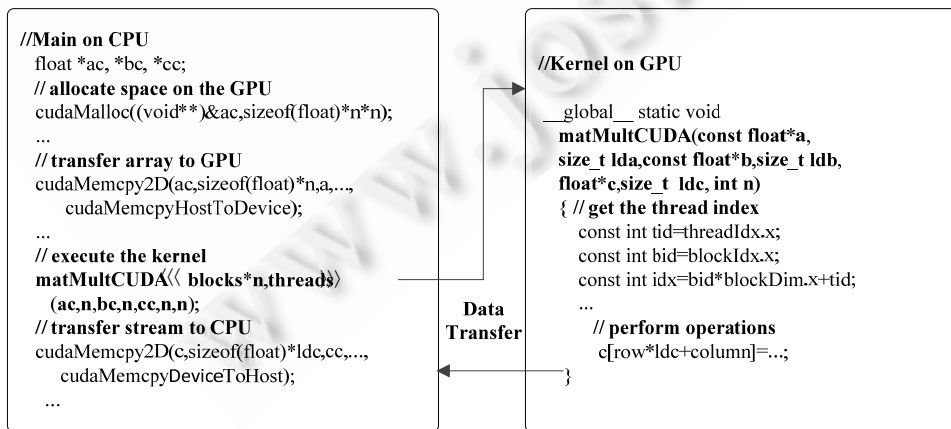 //Main on CPU
float *ac, *bc, *cc;
// allocate space on the GPU
cudaMalloc((void**)&ac,sizeof(float)*n*n);
...
// transfer array to GPU
cudaMemcpy2D(ac,sizeof(float)*n,a,...,
cudaMemcpyHostToDevice);
...
// execute the kernel
matMultCUDA⟨⟨⟨ blocks*n,threads⟩⟩⟩
(ac,n,bc,n,cc,n,n);
// transfer stream to CPU
cudaMemcpy2D(c,sizeof(float)*ldc,cc,...,
cudaMemcpyDeviceToHost);
...
Data
Transfer
//Kernel on GPU
__global__ static void
matMultCUDA(const float*a,
size_t lda,const float*b,size_t ldb,
float*c,size_t ldc, int n)
{ // get the thread index
const int tid=threadIdx.x;
const int bid=blockIdx.x;
const int idx=bid*blockDim.x+tid;
...
// perform operations
c[row*ldc+column]=...;
}